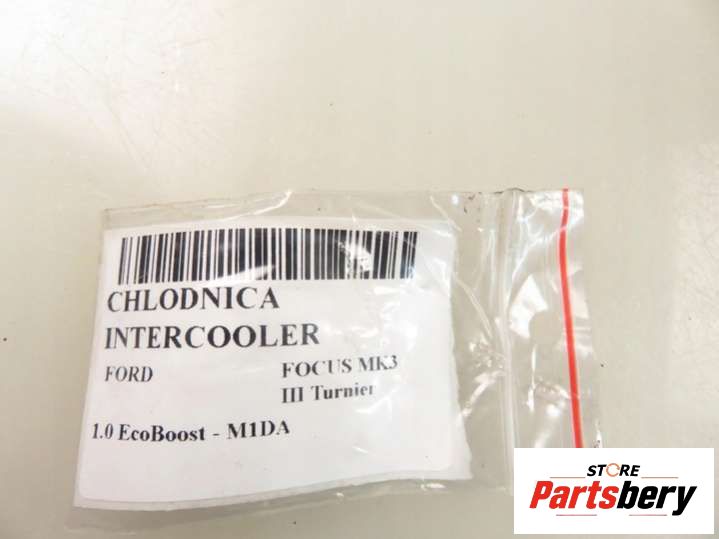 CHLODNICA
INTERCOOLER
FORD FOCUS MK3
III Turnier
1.0 EcoBoost - M1DA
STORE
Partsbery